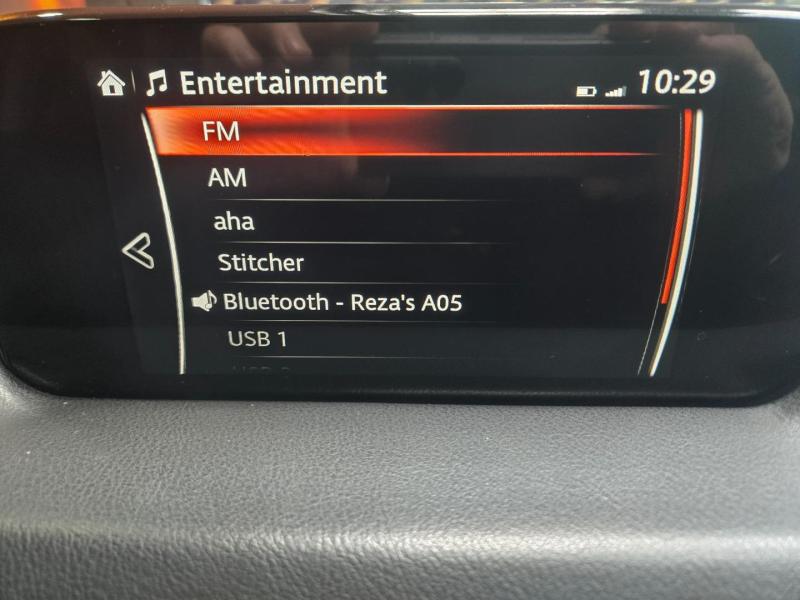 Entertainment 10:29
FM
AM
aha
Stitcher
Bluetooth - Reza's A05
USB 1